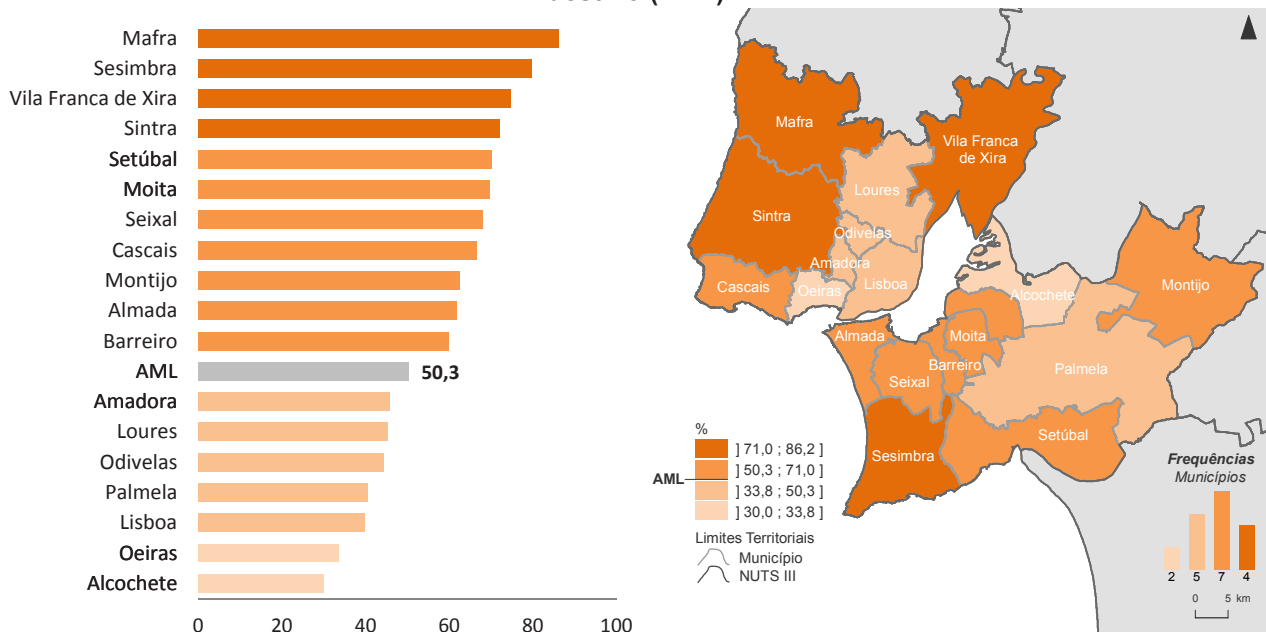 Mafra
Sesimbra
Vila Franca de Xira
Sintra
Setúbal
Moita
Seixal
Cascais
Montijo
Almada
Barreiro
AML
50,3
Amadora
Loures
Odivelas
Palmela
Lisboa
Oeiras
Alcochete
0 20 40 60 80 100
Mafra
Vila Franca
de Xira
Loures
Sintra
Odivelas
Amadora
Cascais
Oeiras
Lisboa
Alcochete
Montijo
Almada
Moita
Barreiro
Seixal
Palmela
Setúbal
Sesimbra
%
] 71,0 ; 86,2 ]
] 50,3 ; 71,0 ]
AML
] 33,8 ; 50,3 ]
] 30,0 ; 33,8 ]
Limites Territoriais
Município
NUTS III
Frequências
Municípios
2 5 7 4
0 5 km